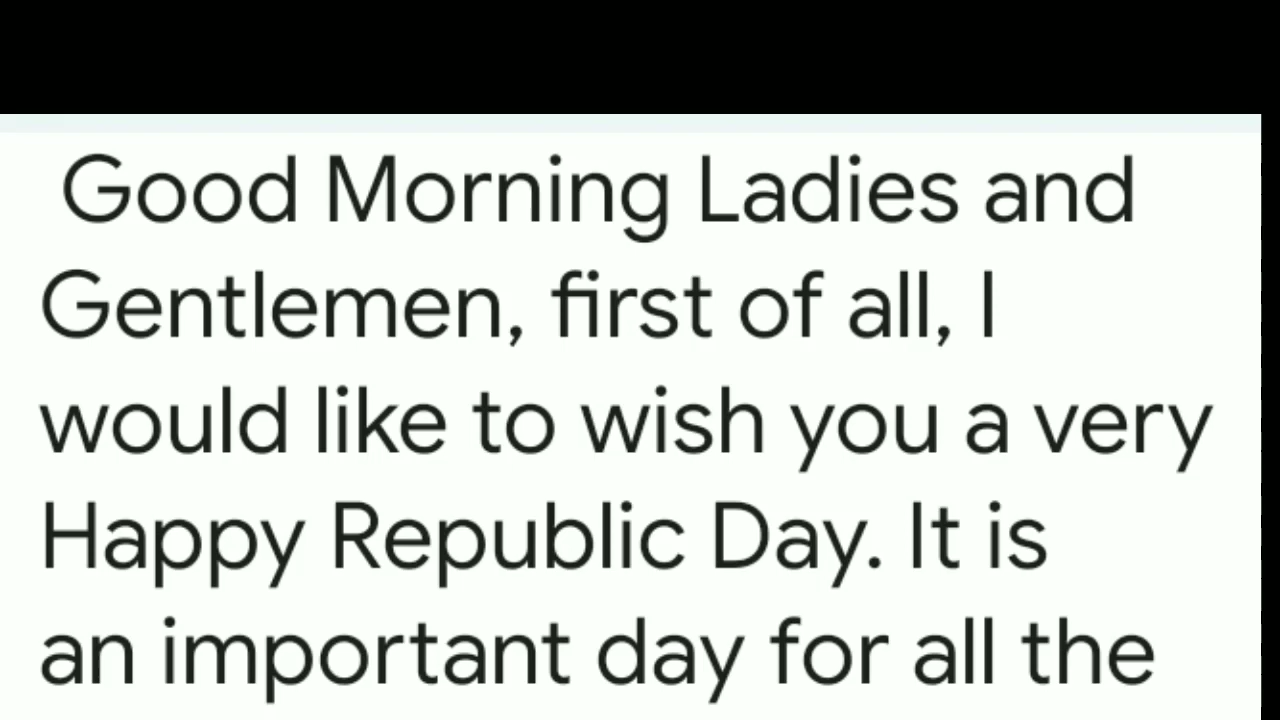 Good Morning Ladies and
Gentlemen, first of all, I
would like to wish you a very
Happy Republic Day. It is
an important day for all the